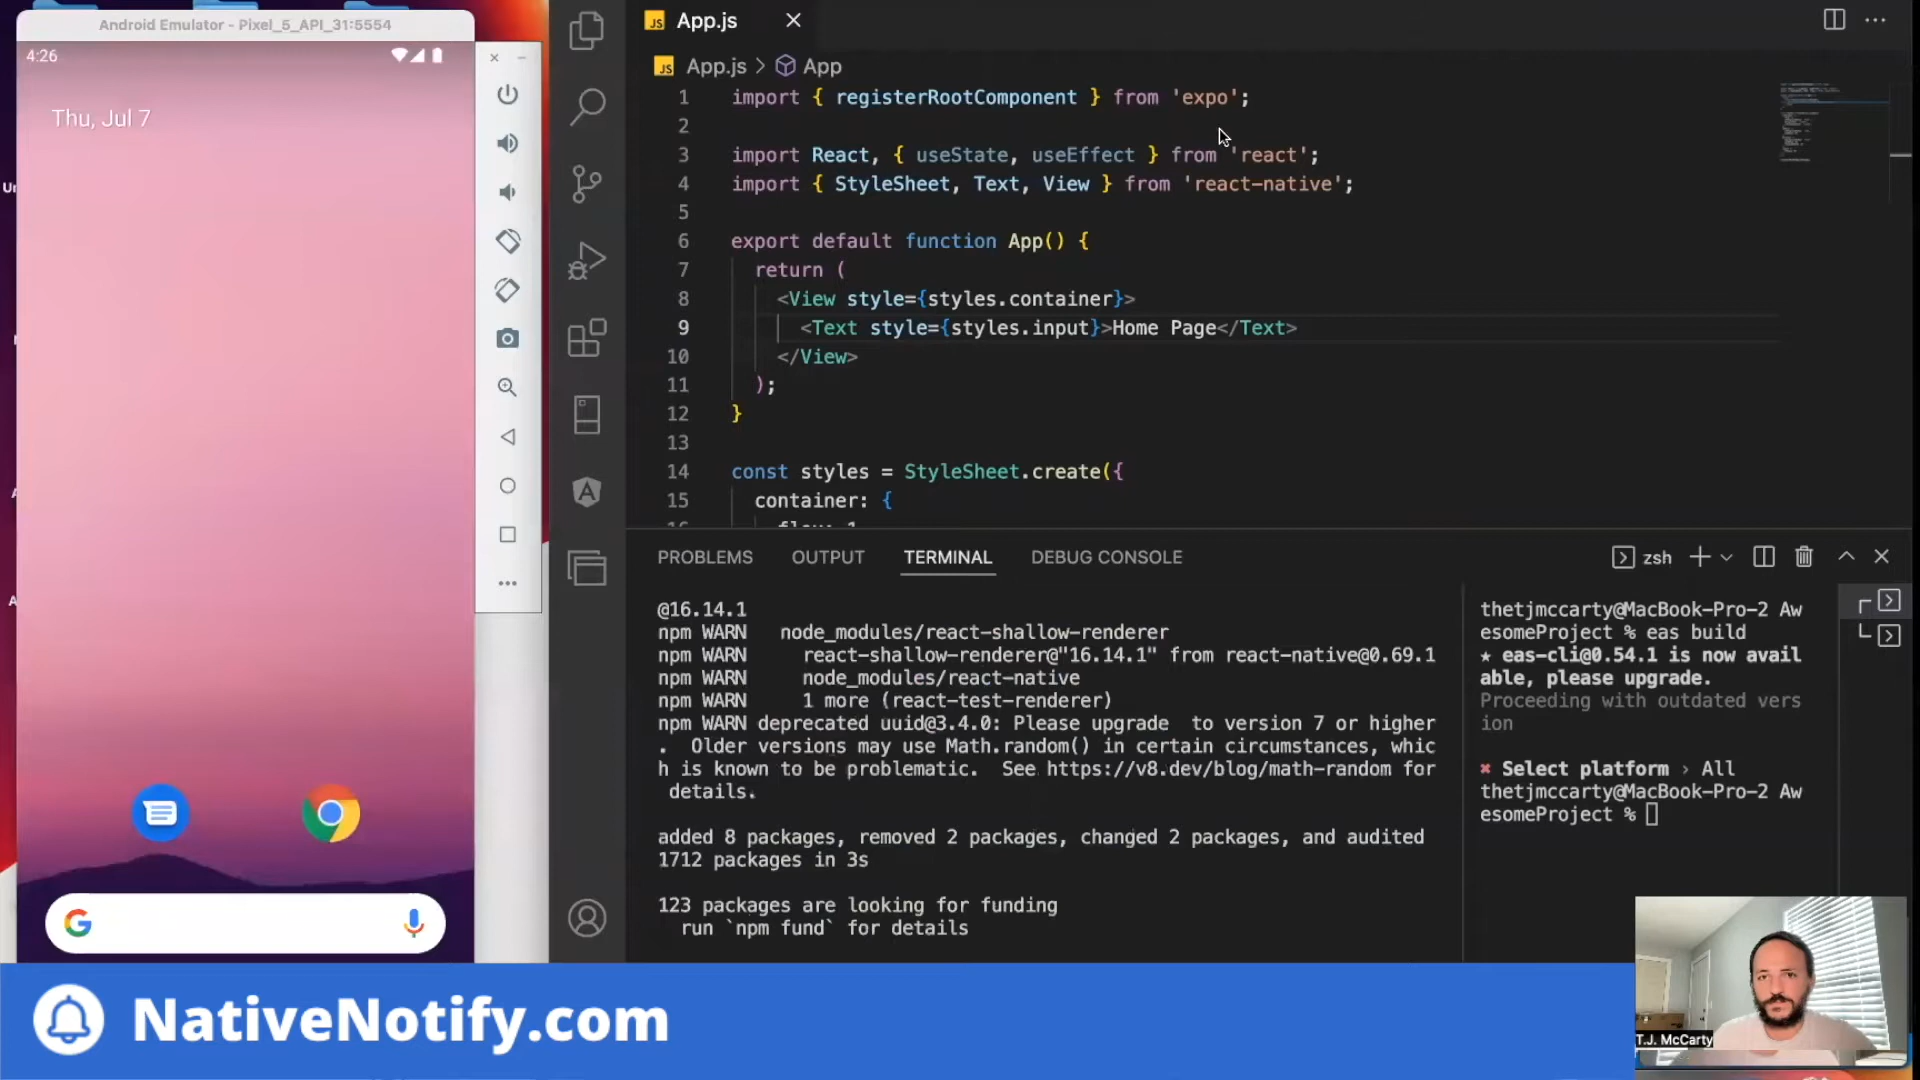 Android Emulator - Pixel_5_API_31:5554
4:26
Thu, Jul 7
App.js
App.js > App
1 import { registerRootComponent } from 'expo';
2
3 import React, { useState, useEffect } from 'react';
4 import { StyleSheet, Text, View } from 'react-native';
5
6 export default function App() {
7 return (
8 <View style={styles.container}>
9 <Text style={styles.input}>Home Page</Text>
10 </View>
11 );
12 }
13
14 const styles = StyleSheet.create({
15 container: {
PROBLEMS OUTPUT TERMINAL DEBUG CONSOLE
zsh
@16.14.1
npm WARN node_modules/react-shallow-renderer
npm WARN react-shallow-renderer@"16.14.1" from react-native@0.69.1
npm WARN node_modules/react-native
npm WARN 1 more (react-test-renderer)
npm WARN deprecated uuid@3.4.0: Please upgrade  to version 7 or higher
.  Older versions may use Math.random() in certain circumstances, whic
h is known to be problematic.  See https://v8.dev/blog/math-random for
details.
added 8 packages, removed 2 packages, changed 2 packages, and audited
1712 packages in 3s
123 packages are looking for funding
run `npm fund` for details
thetjmccarty@MacBook-Pro-2 Aw
esomeProject % eas build
★ eas-cli@0.54.1 is now avail
able, please upgrade.
Proceeding with outdated vers
ion
✖ Select platform › All
thetjmccarty@MacBook-Pro-2 Aw
esomeProject %
NativeNotify.com
T.J. McCarty